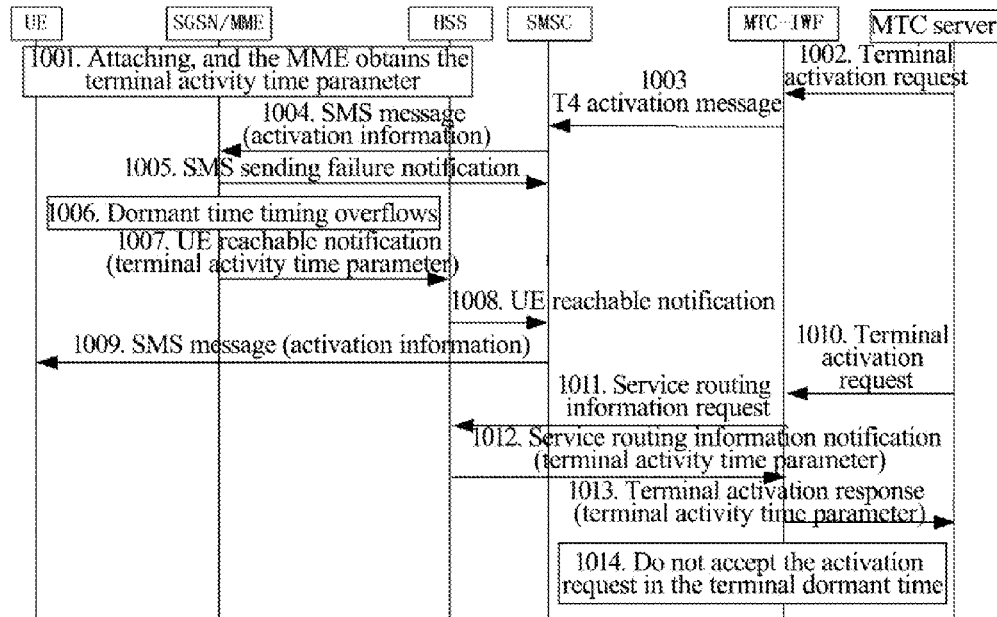 UE SGSN/MME HSS SMSC MTC-IWF MTC server
1001. Attaching, and the MME obtains the
terminal activity time parameter
1002. Terminal
activation request
1003
T4 activation message
1004. SMS message
(activation information)
1005. SMS sending failure notification
1006. Dormant time timing overflows
1007. UE reachable notification
(terminal activity time parameter)
1008. UE reachable notification
1009. SMS message (activation information)
1010. Terminal
activation
request
1011. Service routing
information request
1012. Service routing information notification
(terminal activity time parameter)
1013. Terminal activation response
(terminal activity time parameter)
1014. Do not accept the activation
request in the terminal dormant time